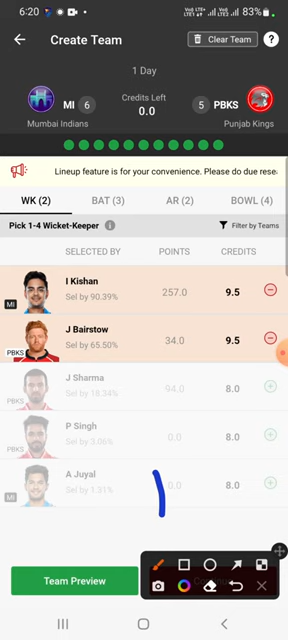 6:20 VoI) LTE+ LTE1 VoI) LTE2 83%
Create Team Clear Team ?
1 Day
MI 6 Credits Left 5 PBKS
Mumbai Indians 0.0 Punjab Kings
Lineup feature is for your convenience. Please do due rese
WK (2) BAT (3) AR (2) BOWL (4)
Pick 1-4 Wicket-Keeper i Filter by Teams
SELECTED BY POINTS CREDITS
I Kishan
Sel by 90.39% 257.0 9.5
MI
J Bairstow
Sel by 65.50% 34.0 9.5
PBKS
J Sharma
Sel by 18.34% 94.0 8.0
PBKS
P Singh
Sel by 3.06% 0.0 8.0
PBKS
A Juyal
Sel by 1.31% 0.0 8.0
MI
Team Preview